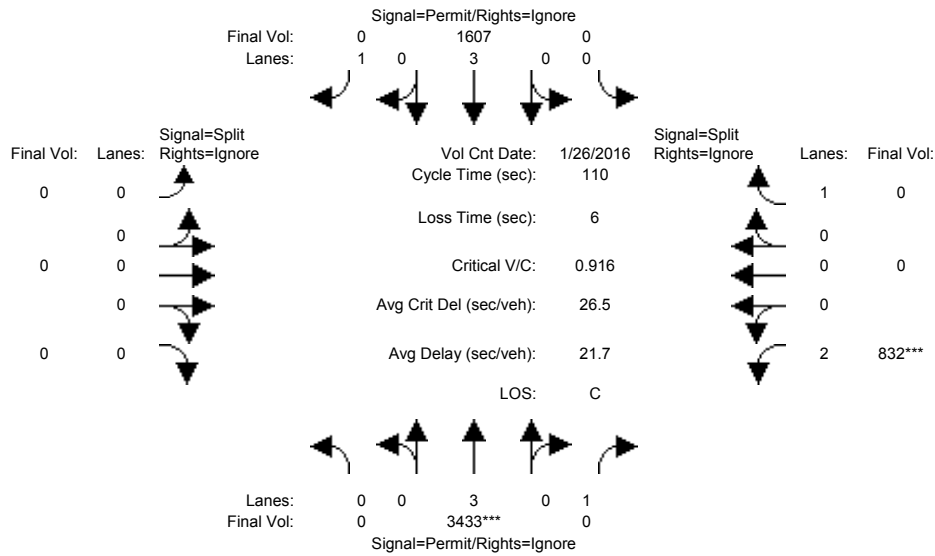 Signal=Permit/Rights=Ignore
Final Vol: 0 1607 0
Lanes: 1 0 3 0 0
Signal=Split Signal=Split
Final Vol: Lanes: Rights=Ignore Vol Cnt Date: 1/26/2016 Rights=Ignore Lanes: Final Vol:
Cycle Time (sec): 110
0 0 1 0
Loss Time (sec): 6
0 0
0 0 Critical V/C: 0.916 0 0
0 Avg Crit Del (sec/veh): 26.5 0
0 0 Avg Delay (sec/veh): 21.7 2 832***
LOS: C
Lanes: 0 0 3 0 1
Final Vol: 0 3433*** 0
Signal=Permit/Rights=Ignore